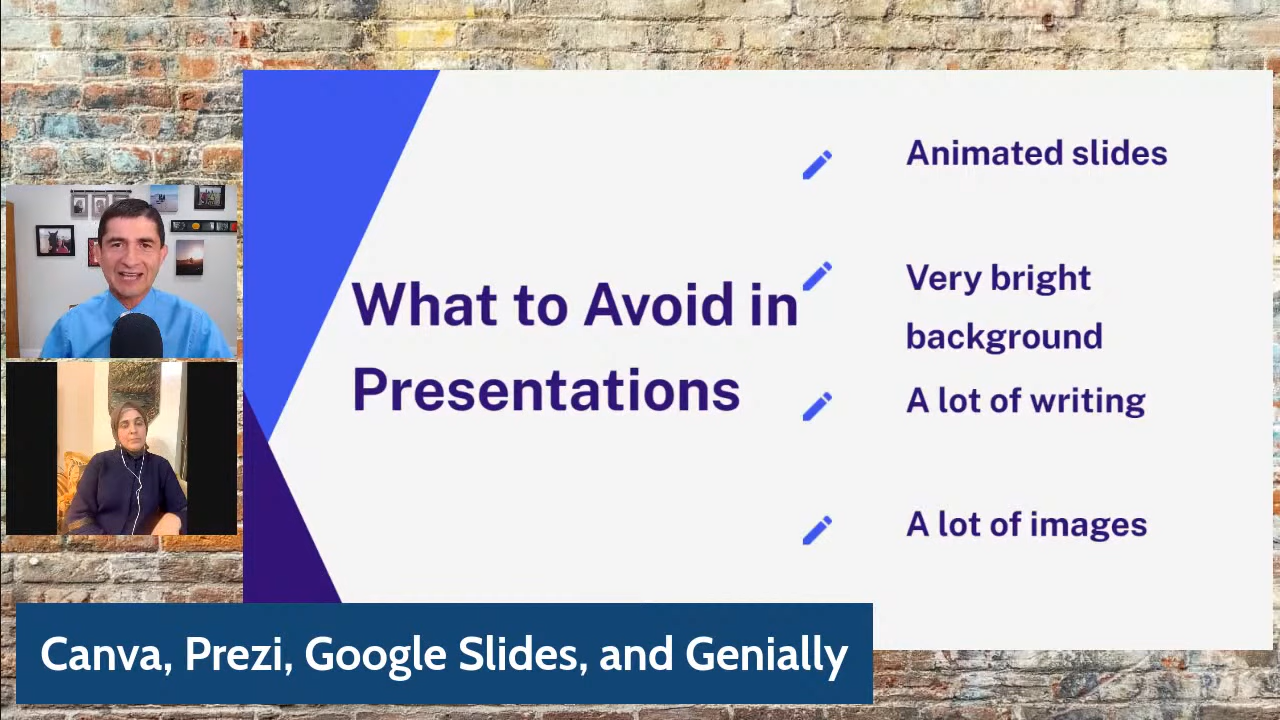 What to Avoid in
Presentations
Animated slides
Very bright
background
A lot of writing
A lot of images
Canva, Prezi, Google Slides, and Genially